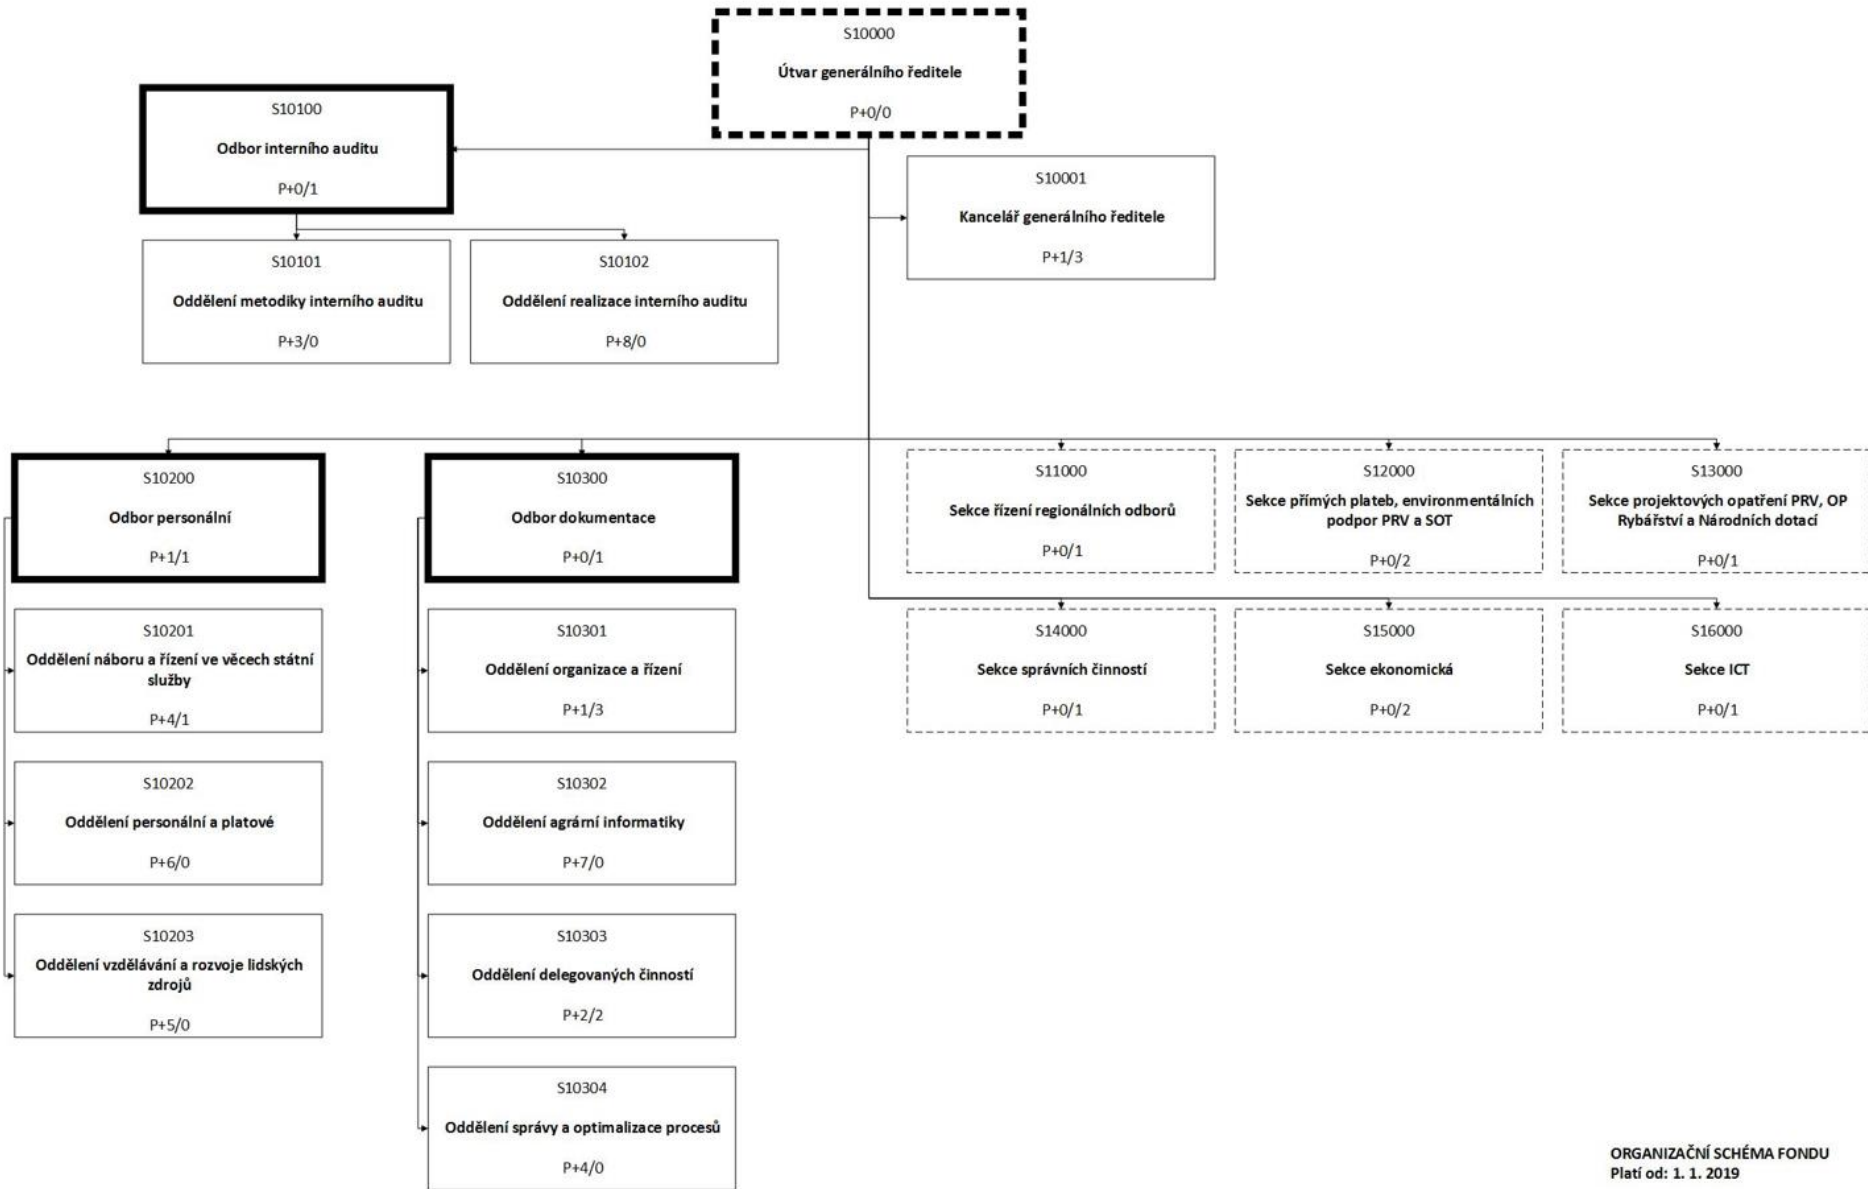 S10000
Útvar generálního ředitele
P+0/0
S10100
Odbor interního auditu
P+0/1
S10001
Kancelář generálního ředitele
P+1/3
S10101
Oddělení metodiky interního auditu
P+3/0
S10102
Oddělení realizace interního auditu
P+8/0
S10200
Odbor personální
P+1/1
S10300
Odbor dokumentace
P+0/1
S11000
Sekce řízení regionálních odborů
P+0/1
S12000
Sekce přímých plateb, environmentálních
podpor PRV a SOT
P+0/2
S13000
Sekce projektových opatření PRV, OP
Rybářství a Národních dotací
P+0/1
S10201
Oddělení náboru a řízení ve věcech státní
služby
P+4/1
S10301
Oddělení organizace a řízení
P+1/3
S14000
Sekce správních činností
P+0/1
S15000
Sekce ekonomická
P+0/2
S16000
Sekce ICT
P+0/1
S10202
Oddělení personální a platové
P+6/0
S10302
Oddělení agrární informatiky
P+7/0
S10203
Oddělení vzdělávání a rozvoje lidských
zdrojů
P+5/0
S10303
Oddělení delegovaných činností
P+2/2
S10304
Oddělení správy a optimalizace procesů
P+4/0
ORGANIZAČNÍ SCHÉMA FONDU
Platí od: 1. 1. 2019